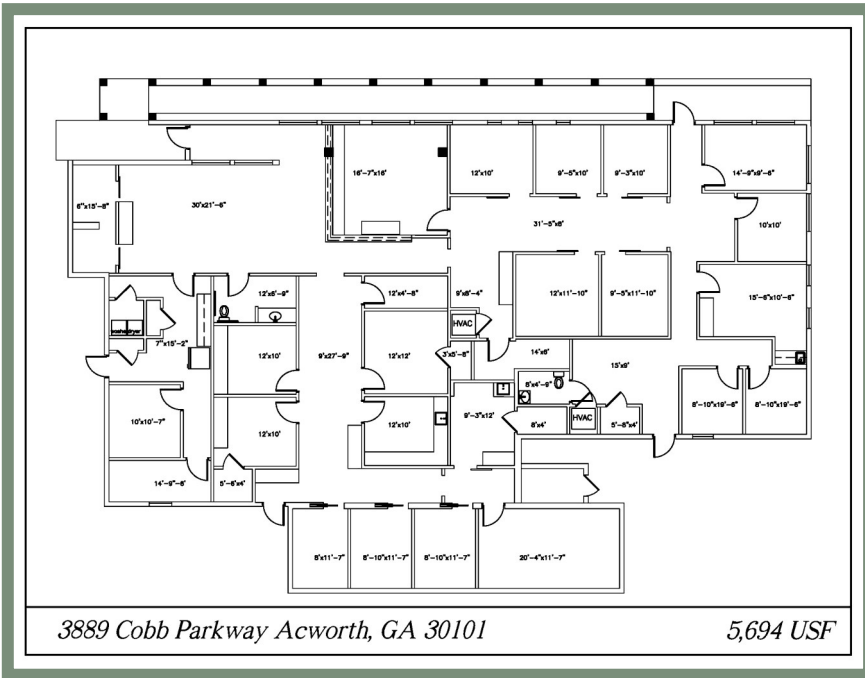 12'x10'
9'-5"x10'
9'-3"x10'
16'-7"x16'
14'-9"x9'-6"
6"x15'-8"
30'x21'-6"
31'-5"x6'
10'x10'
12'x6'-9"
12'x4'-8"
9'x8'-4"
12'x11'-10"
9'-5"x11'-10"
15'-6"x10'-6"
HVAC
7"x15'-2"
12'x10'
9'x27'-9"
12'x12'
3'x5'-8"
14'x6'
15'x9'
8'x4'-9"
8'-10"x19'-6"
8'-10"x19'-6"
10'x10'-7"
12'x10'
12'x10'
9'-3"x12'
8'x4'
HVAC
5'-8"x4'
14'-9"-6'
5'-6"x4'
8'x11'-7"
8'-10"x11'-7"
8'-10"x11'-7"
20'-4"x11'-7"
3889 Cobb Parkway Acworth, GA 30101
5,694 USF